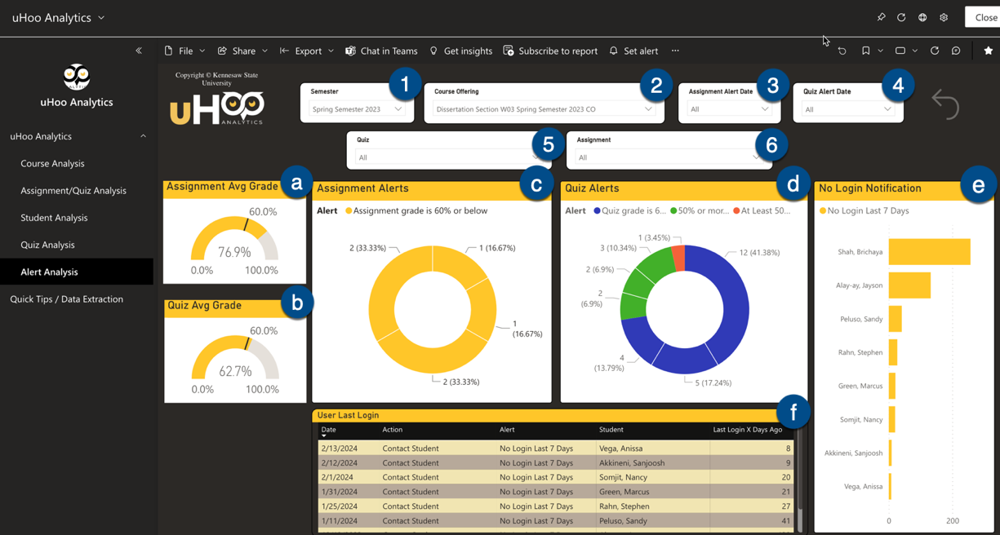 uHoo Analytics
Close
File
Share
Export
Chat in Teams
Get insights
Subscribe to report
Set alert
uHoo Analytics
uHoo Analytics
Course Analysis
Assignment/Quiz Analysis
Student Analysis
Quiz Analysis
Alert Analysis
Quick Tips / Data Extraction
Copyright © Kennesaw State
University
uHOO
ANALYTICS
Semester
Spring Semester 2023
1
Course Offering
Dissertation Section W03 Spring Semester 2023 CO
2
Assignment Alert Date
All
3
Quiz Alert Date
All
4
Quiz
All
5
Assignment
All
6
Assignment Avg Grade
a
60.0%
76.9%
0.0% 100.0%
Quiz Avg Grade
b
60.0%
62.7%
0.0% 100.0%
Assignment Alerts
c
Alert Assignment grade is 60% or below
2 (33.33%)
1 (16.67%)
1
(16.67%)
2 (33.33%)
Quiz Alerts
d
Alert Quiz grade is 6... 50% or mor... At Least 50...
1 (3.45%)
3 (10.34%)
12 (41.38%)
2 (6.9%)
2
(6.9%)
4
(13.79%)
5 (17.24%)
No Login Notification
e
No Login Last 7 Days
Shah, Brichaya
Alay-ay, Jayson
Peluso, Sandy
Rahn, Stephen
Green, Marcus
Somjit, Nancy
Akkineni, Sanjoosh
Vega, Anissa
0 200
User Last Login
f
Date Action Alert Student Last Login X Days Ago
2/13/2024 Contact Student No Login Last 7 Days Vega, Anissa 8
2/12/2024 Contact Student No Login Last 7 Days Akkineni, Sanjoosh 9
2/1/2024 Contact Student No Login Last 7 Days Somjit, Nancy 20
1/31/2024 Contact Student No Login Last 7 Days Green, Marcus 21
1/25/2024 Contact Student No Login Last 7 Days Rahn, Stephen 27
1/11/2024 Contact Student No Login Last 7 Days Peluso, Sandy 41